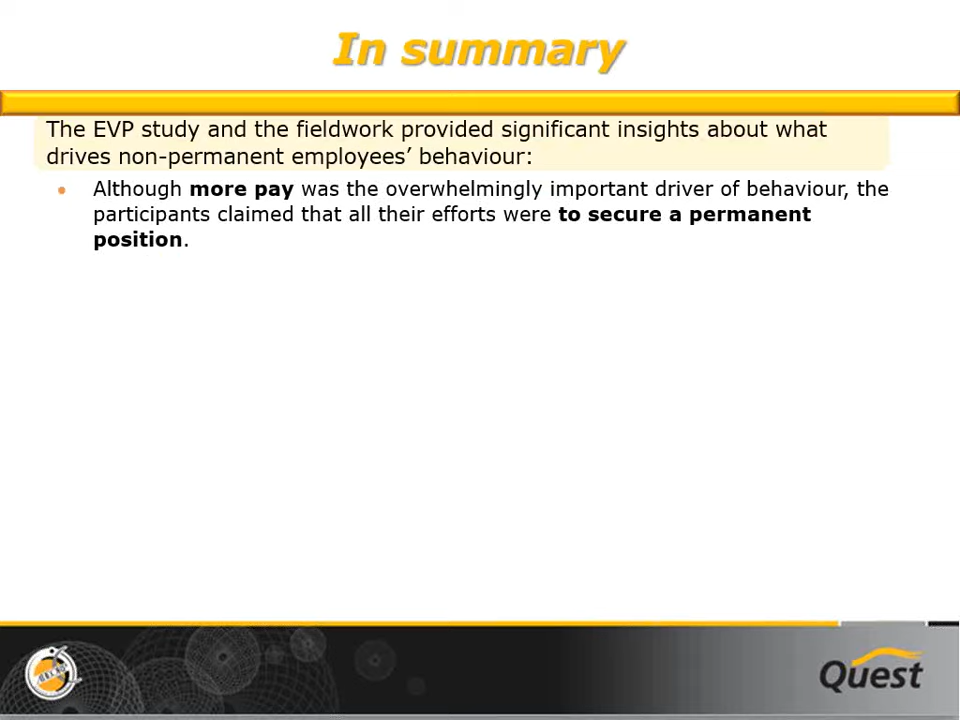 In summary
The EVP study and the fieldwork provided significant insights about what
drives non-permanent employees’ behaviour:
• Although more pay was the overwhelmingly important driver of behaviour, the
participants claimed that all their efforts were to secure a permanent
position.
Quest